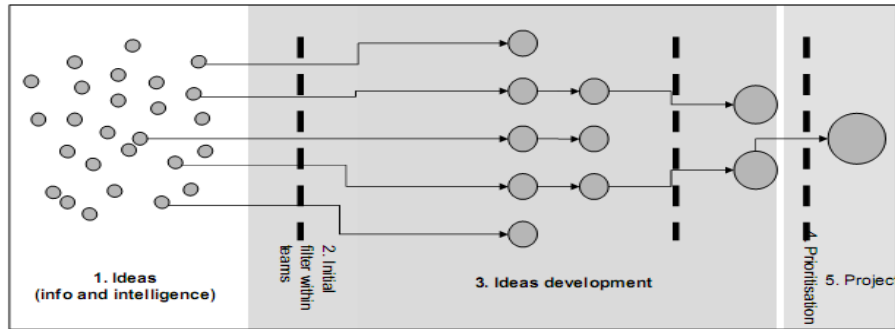 1. Ideas
(info and intelligence)
2. Initial
filter within
teams
3. Ideas development
4. Prioritisation
5. Project